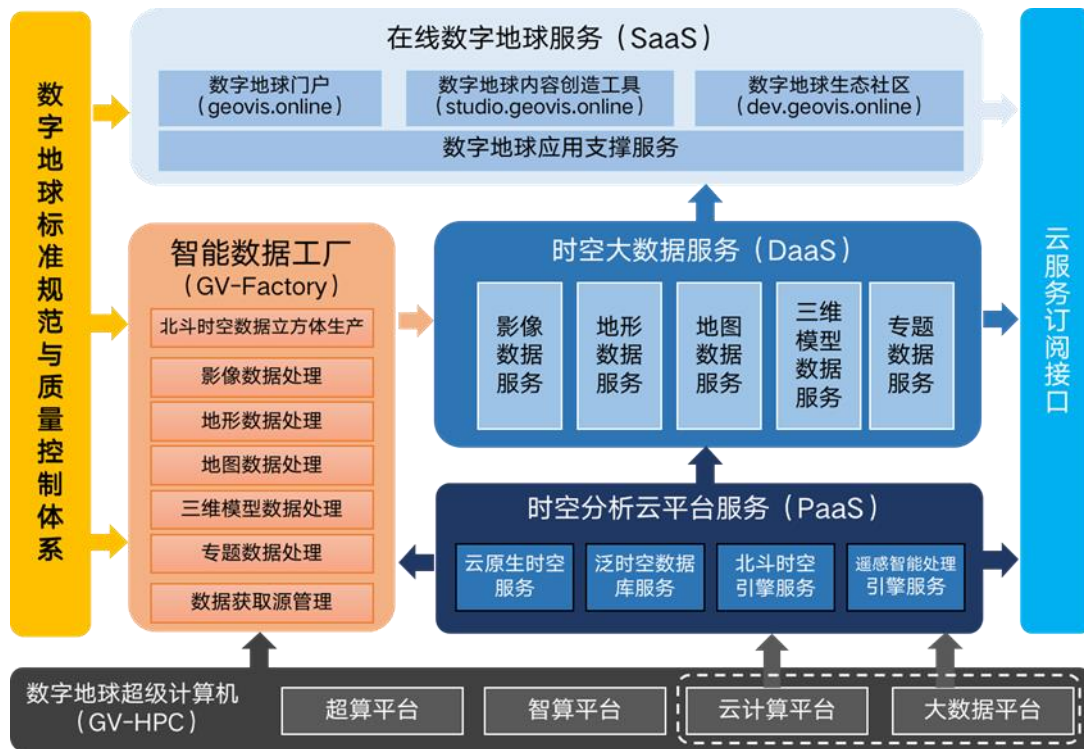 数字地球标准规范与质量控制体系
在线数字地球服务（SaaS）
数字地球门户
(geovis.online)
数字地球内容创造工具
(studio.geovis.online)
数字地球生态社区
(dev.geovis.online)
数字地球应用支撑服务
智能数据工厂
（GV-Factory)
北斗时空数据立方体生产
影像数据处理
地形数据处理
地图数据处理
三维模型数据处理
专题数据处理
数据获取源管理
时空大数据服务（DaaS）
影像
数据
服务
地形
数据
服务
地图
数据
服务
三维
模型
数据
服务
专题
数据
服务
时空分析云平台服务（PaaS）
云原生时空
服务
泛时空数据
库服务
北斗时空
引擎服务
遥感智能处理
引擎服务
云服务订阅接口
数字地球超级计算机
（GV-HPC）
超算平台
智算平台
云计算平台
大数据平台